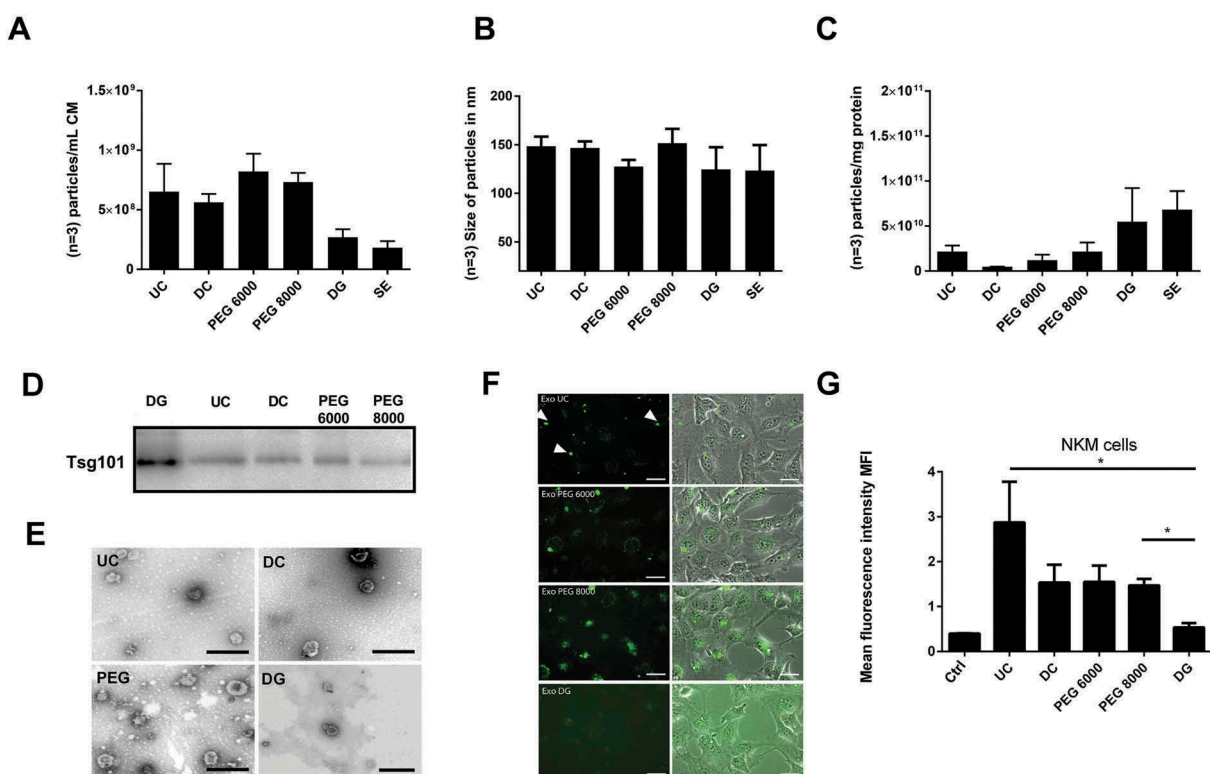 A
(n=3) particles/mL CM
1.5×10⁹
1×10⁹
5×10⁸
0
UC
DC
PEG 6000
PEG 8000
DG
SE
B
(n=3) Size of particles in nm
200
150
100
50
UC
DC
PEG 6000
PEG 8000
DG
SE
C
(n=3) particles/mg protein
2×10¹¹
1×10¹¹
1×10¹¹
5×10¹⁰
0
UC
DC
PEG 6000
PEG 8000
DG
SE
D
DG UC DC PEG 6000 PEG 8000
Tsg101
E
UC
DC
PEG
DG
F
Exo UC
Exo PEG 6000
Exo PEG 8000
Exo DG
G
NKM cells
Mean fluorescence intensity MFI
4
3
2
1
0
*
*
Ctrl
UC
DC
PEG 6000
PEG 8000
DG